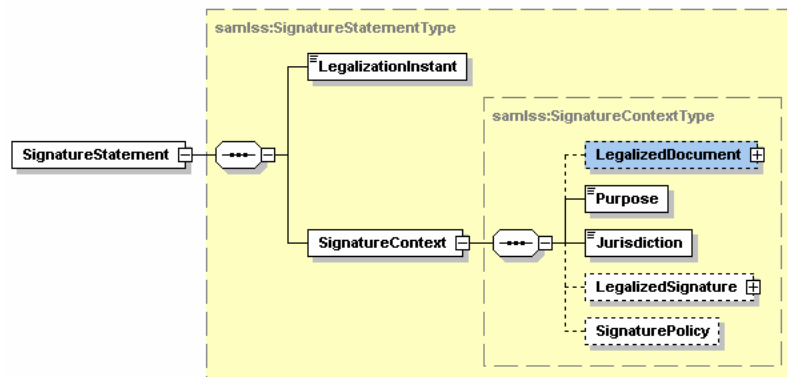 samlss:SignatureStatementType
LegalizationInstant
samlss:SignatureContextType
SignatureStatement
LegalizedDocument
Purpose
SignatureContext
Jurisdiction
LegalizedSignature
SignaturePolicy